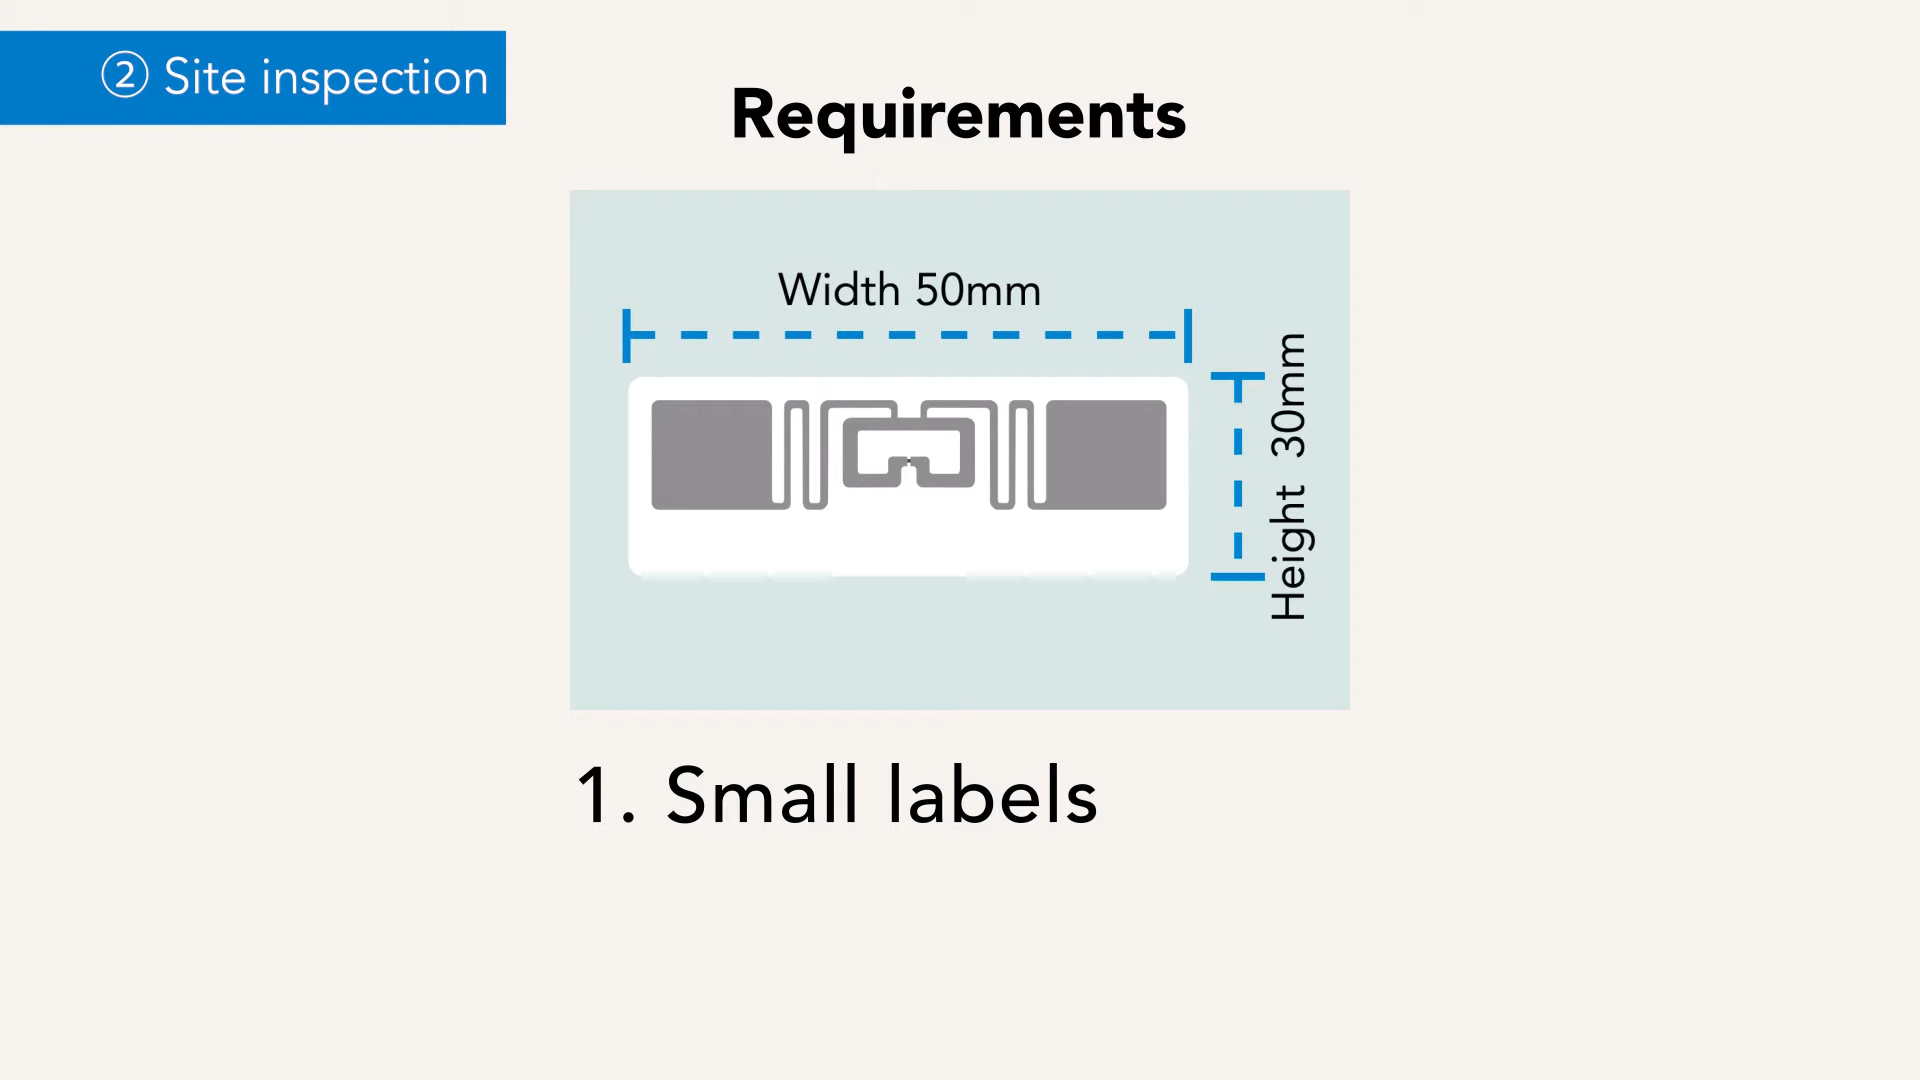 ② Site inspection
Requirements
Width 50mm
Height 30mm
1. Small labels